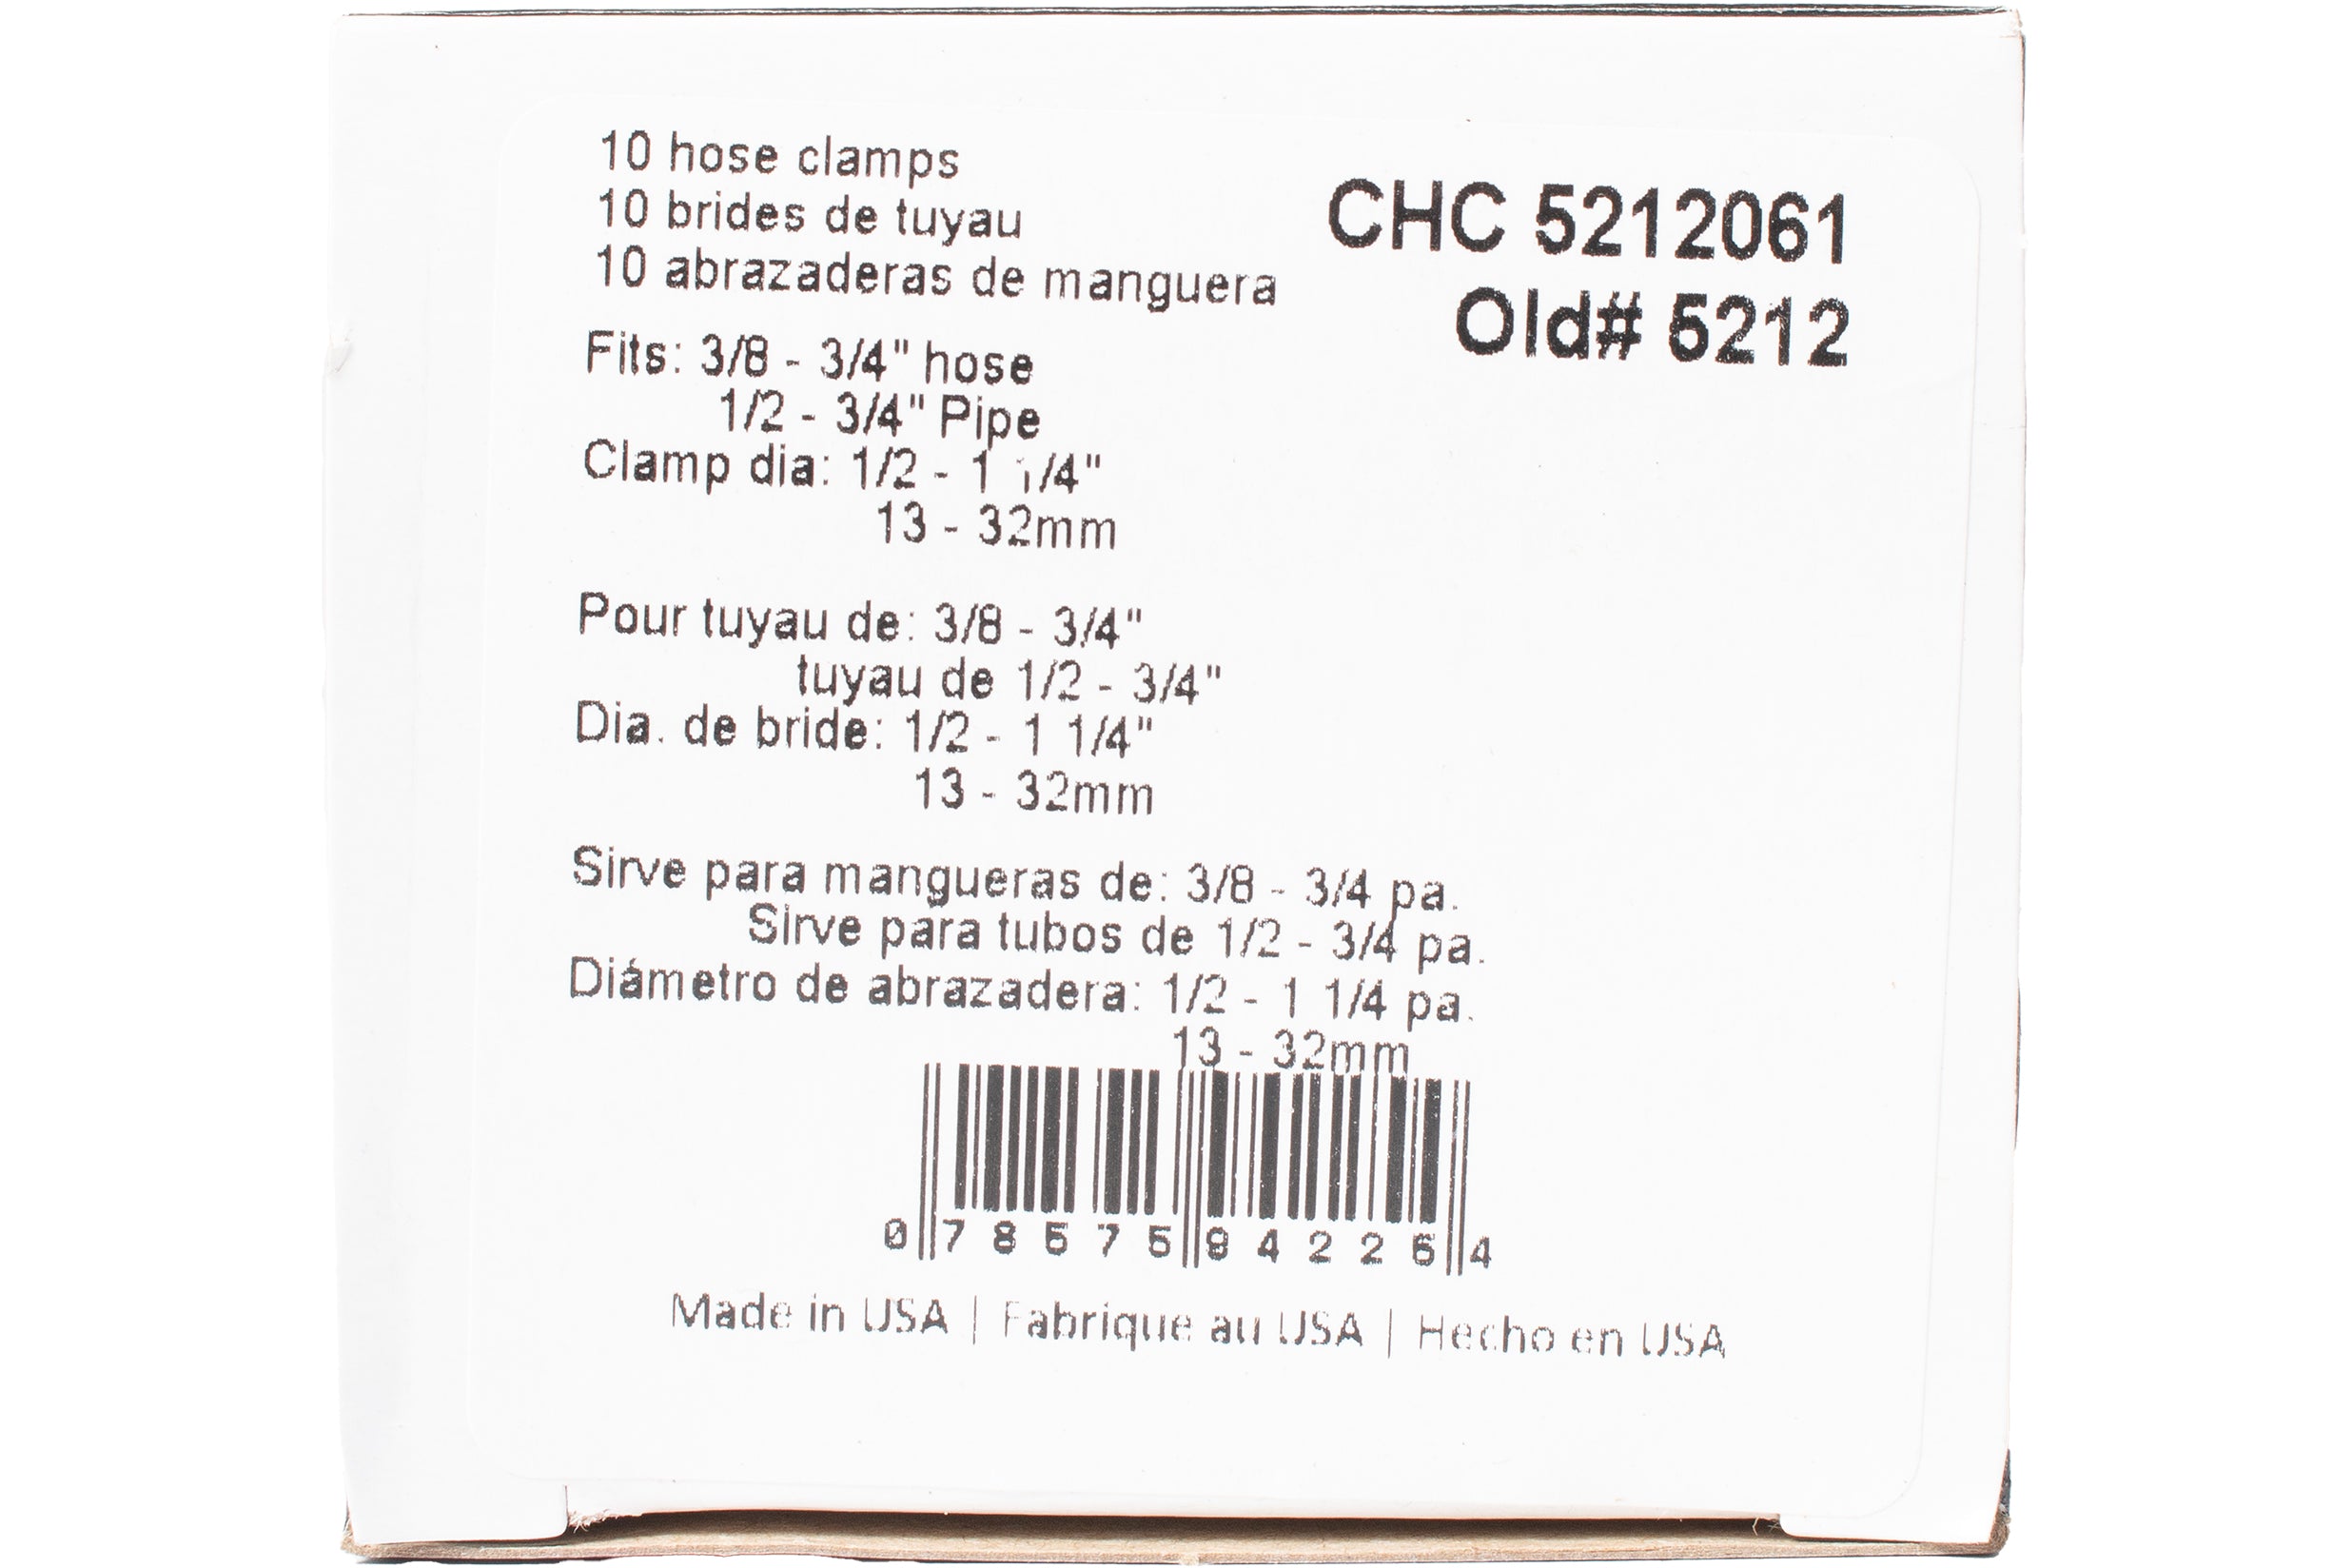 10 hose clamps
10 brides de tuyau
10 abrazaderas de manguera
CHC 5212061
Old# 5212
Fits: 3/8 - 3/4" hose
1/2 - 3/4" Pipe
Clamp dia: 1/2 - 1 1/4"
13 - 32mm
Pour tuyau de: 3/8 - 3/4"
tuyau de 1/2 - 3/4"
Dia. de bride: 1/2 - 1 1/4"
13 - 32mm
Sirve para mangueras de: 3/8 - 3/4 pa.
Sirve para tubos de 1/2 - 3/4 pa.
Diámetro de abrazadera: 1/2 - 1 1/4 pa.
13 - 32mm
0 78575 94225 4
Made in USA | Fabrique au USA | Hecho en USA